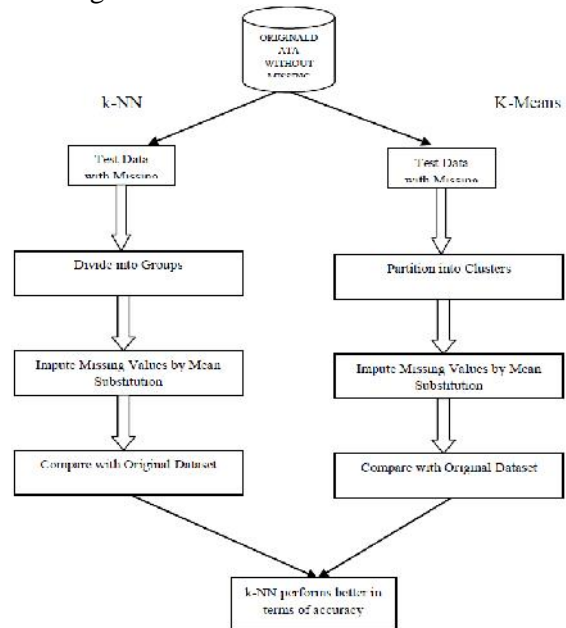 ORIGINALD
ATA
WITHOUT
MISSING
k-NN
K-Means
Test Data
with Missing
Test Data
with Missing
Divide into Groups
Partition into Clusters
Impute Missing Values by Mean
Substitution
Impute Missing Values by Mean
Substitution
Compare with Original Dataset
Compare with Original Dataset
k-NN performs better in
terms of accuracy